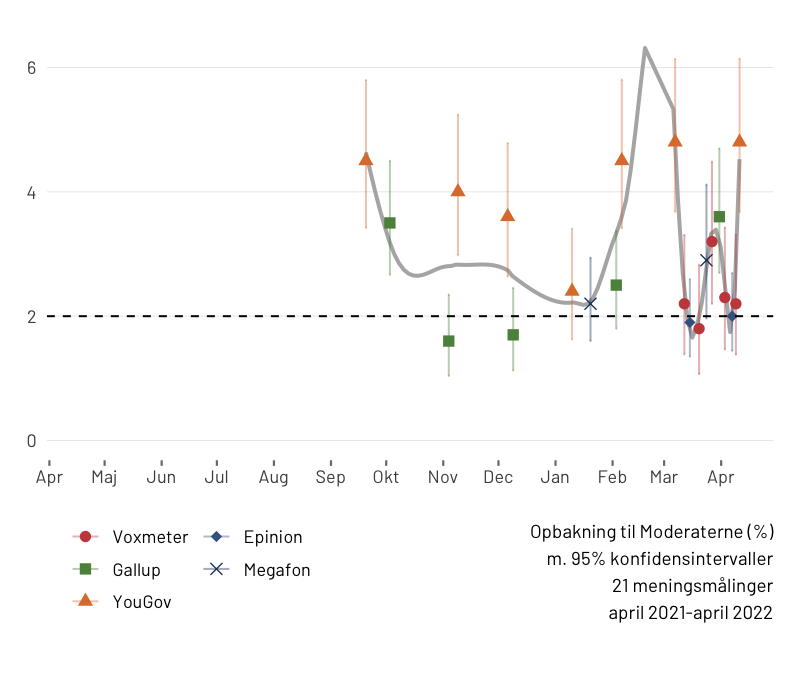 6
4
2
0
Apr Maj Jun Jul Aug Sep Okt Nov Dec Jan Feb Mar Apr
Voxmeter Epinion
Gallup Megafon
YouGov
Opbakning til Moderaterne (%)
m. 95% konfidensintervaller
21 meningsmålinger
april 2021-april 2022